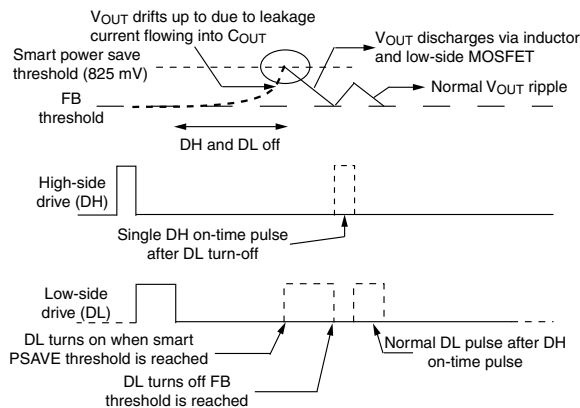 VOUT drifts up to due to leakage
current flowing into COUT
Smart power save
threshold (825 mV)
VOUT discharges via inductor
and low-side MOSFET
FB
threshold
Normal VOUT ripple
DH and DL off
High-side
drive (DH)
Single DH on-time pulse
after DL turn-off
Low-side
drive (DL)
DL turns on when smart
PSAVE threshold is reached
Normal DL pulse after DH
on-time pulse
DL turns off FB
threshold is reached